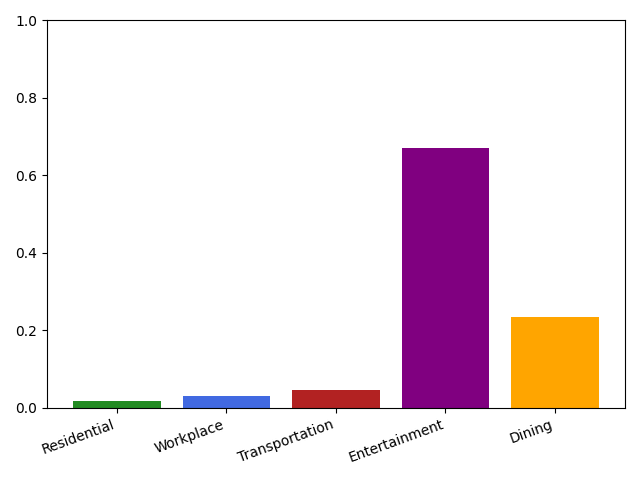 1.0
0.8
0.6
0.4
0.2
0.0
Residential
Workplace
Transportation
Entertainment
Dining